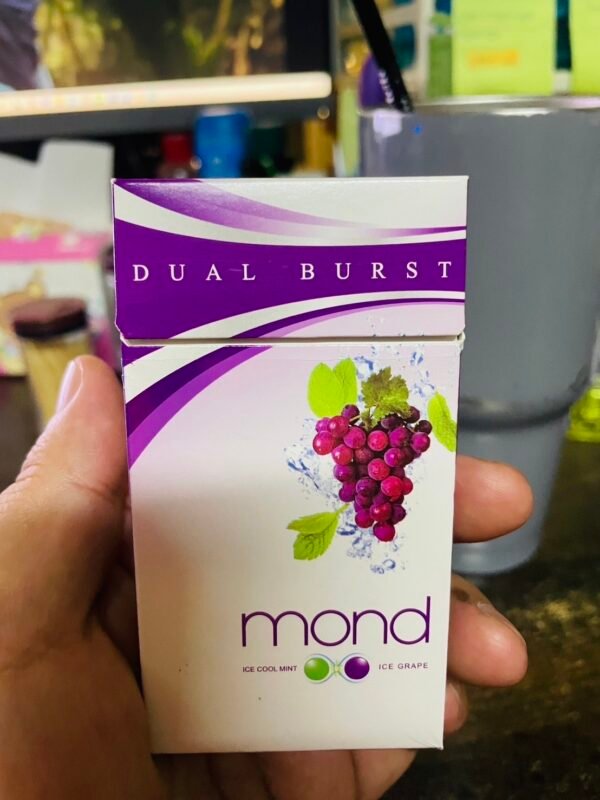 DUAL BURST
mond
ICE COOL MINT ICE GRAPE